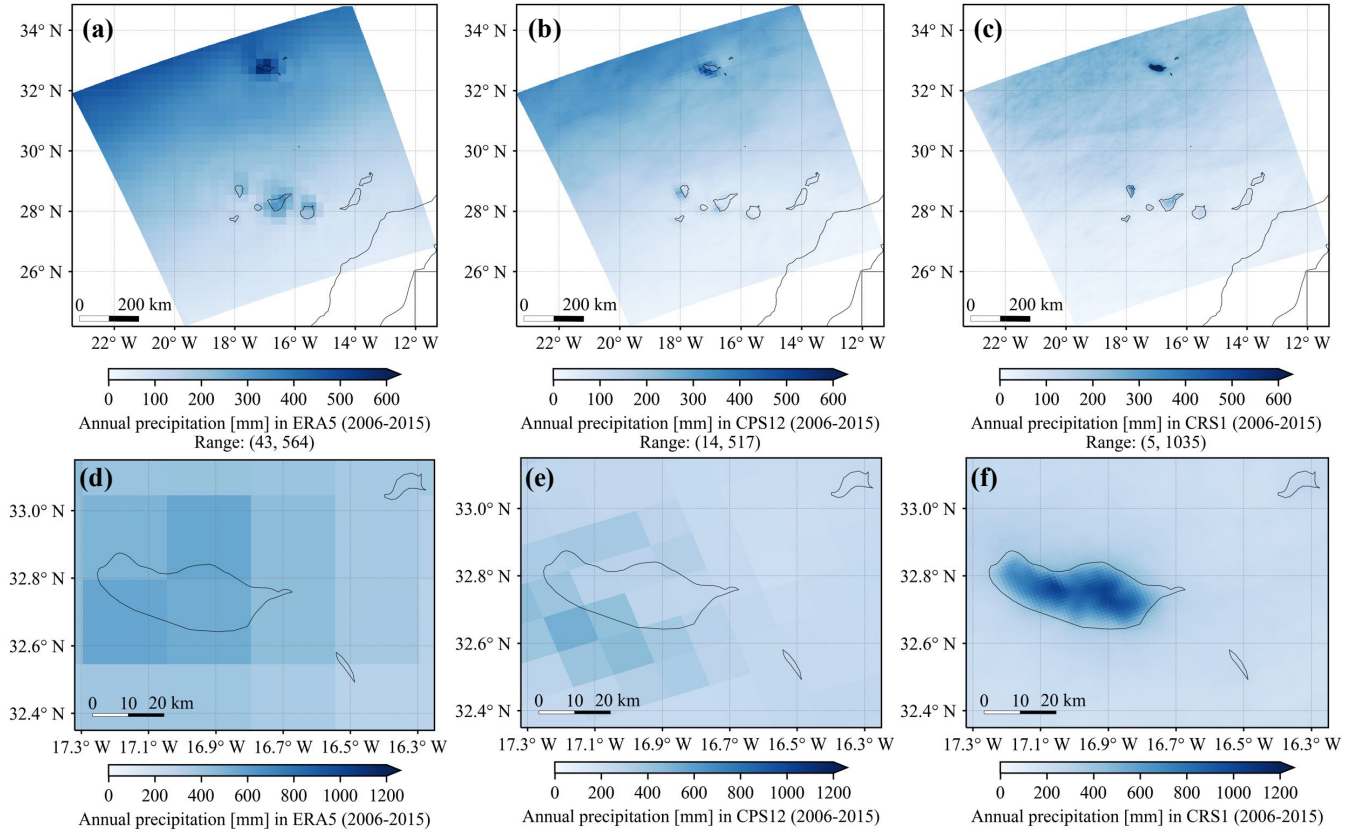 (a)
34° N
32° N
30° N
28° N
26° N
0 200 km
22° W 20° W 18° W 16° W 14° W 12° W
0 100 200 300 400 500 600
Annual precipitation [mm] in ERA5 (2006-2015)
Range: (43, 564)
(b)
34° N
32° N
30° N
28° N
26° N
0 200 km
22° W 20° W 18° W 16° W 14° W 12° W
0 100 200 300 400 500 600
Annual precipitation [mm] in CPS12 (2006-2015)
Range: (14, 517)
(c)
34° N
32° N
30° N
28° N
26° N
0 200 km
22° W 20° W 18° W 16° W 14° W 12° W
0 100 200 300 400 500 600
Annual precipitation [mm] in CRS1 (2006-2015)
Range: (5, 1035)
(d)
33.0° N
32.8° N
32.6° N
32.4° N
0 10 20 km
17.3° W 17.1° W 16.9° W 16.7° W 16.5° W 16.3° W
0 200 400 600 800 1000 1200
Annual precipitation [mm] in ERA5 (2006-2015)
(e)
33.0° N
32.8° N
32.6° N
32.4° N
0 10 20 km
17.3° W 17.1° W 16.9° W 16.7° W 16.5° W 16.3° W
0 200 400 600 800 1000 1200
Annual precipitation [mm] in CPS12 (2006-2015)
(f)
33.0° N
32.8° N
32.6° N
32.4° N
0 10 20 km
17.3° W 17.1° W 16.9° W 16.7° W 16.5° W 16.3° W
0 200 400 600 800 1000 1200
Annual precipitation [mm] in CRS1 (2006-2015)